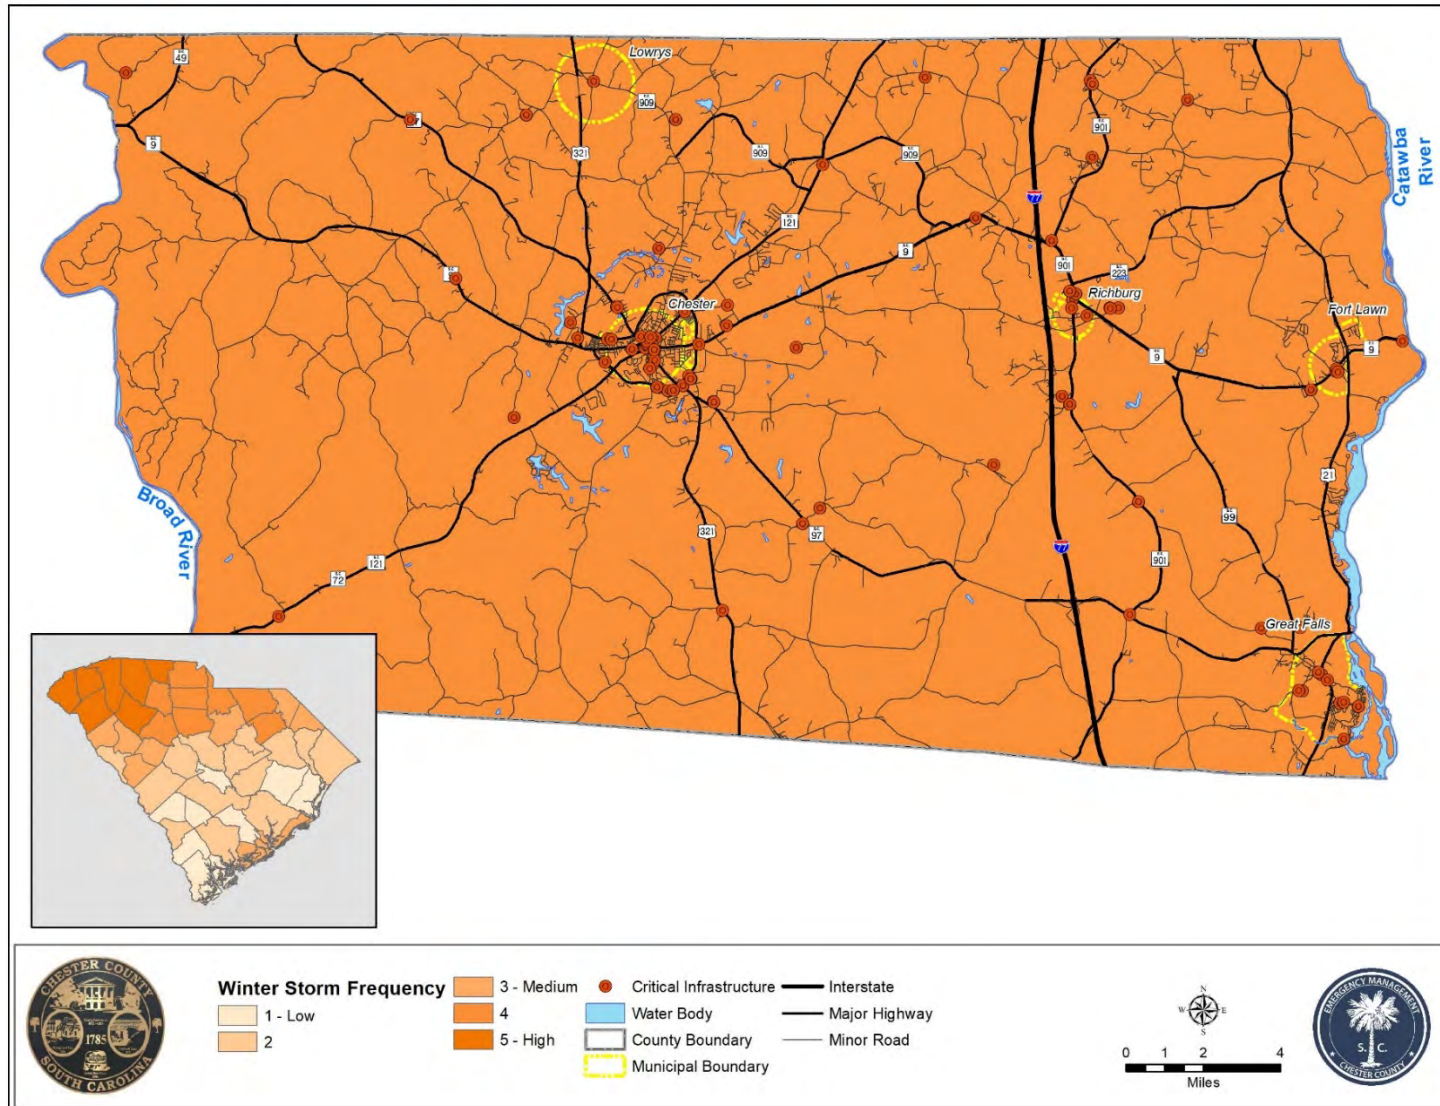 Lowrys
49
909
9
321
901
909
909
Catawba
River
77
121
9
901
223
Richburg
Chester
Fort Lawn
9
9
21
Broad
River
321
97
99
77
901
121
72
Great Falls
CHESTER COUNTY
1785
SOUTH CAROLINA
Winter Storm Frequency
1 - Low
2
3 - Medium
4
5 - High
Critical Infrastructure
Water Body
County Boundary
Municipal Boundary
Interstate
Major Highway
Minor Road
N
W E
S
0 1 2 4
Miles
EMERGENCY MANAGEMENT
S. C.
CHESTER COUNTY